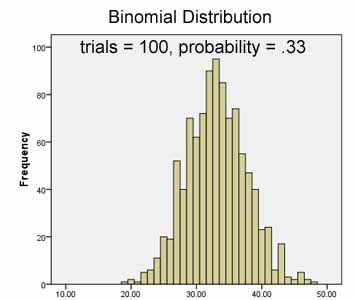 Binomial Distribution
trials = 100, probability = .33
Frequency
100
80
60
40
20
0
10.00 20.00 30.00 40.00 50.00